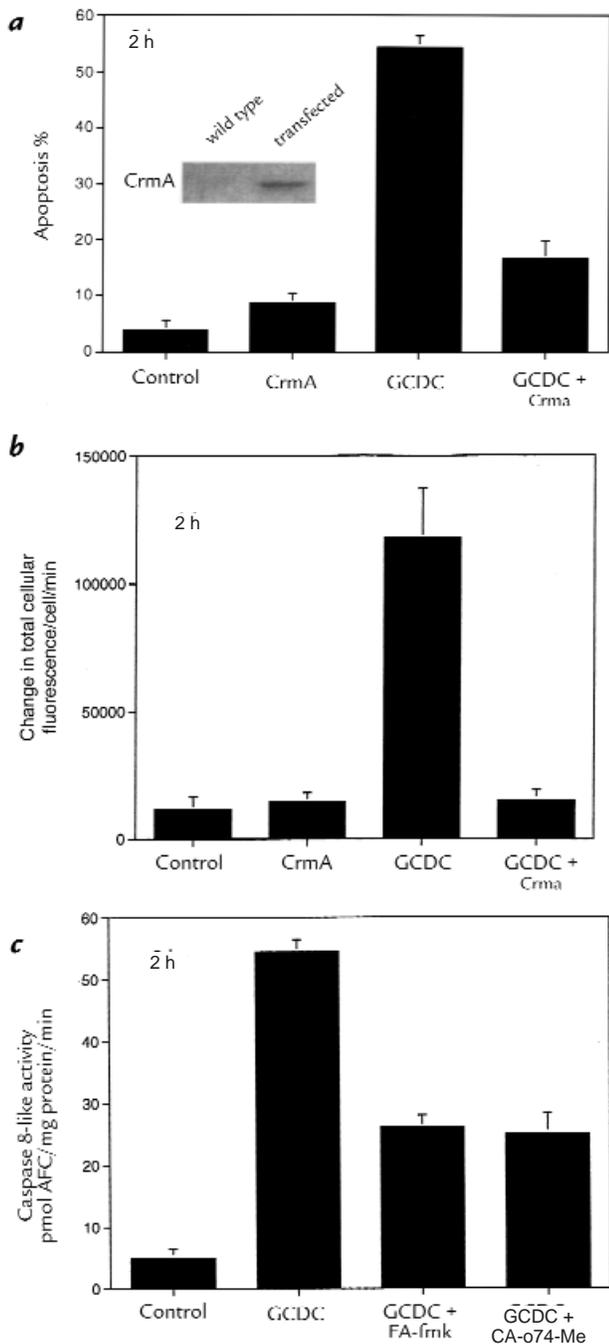 a
60
50
40
30
20
10
0
Apoptosis %
2 h
wild type
transfected
CrmA
Control
CrmA
GCDC
GCDC +
Crma
b
150000
100000
50000
0
Change in total cellular
fluorescence/cell/min
2 h
Control
CrmA
GCDC
GCDC +
Crma
c
60
50
40
30
20
10
0
Caspase 8-like activity
pmol AFC/mg protein/min
2 h
Control
GCDC
GCDC +
FA-fmk
GCDC +
CA-o74-Me